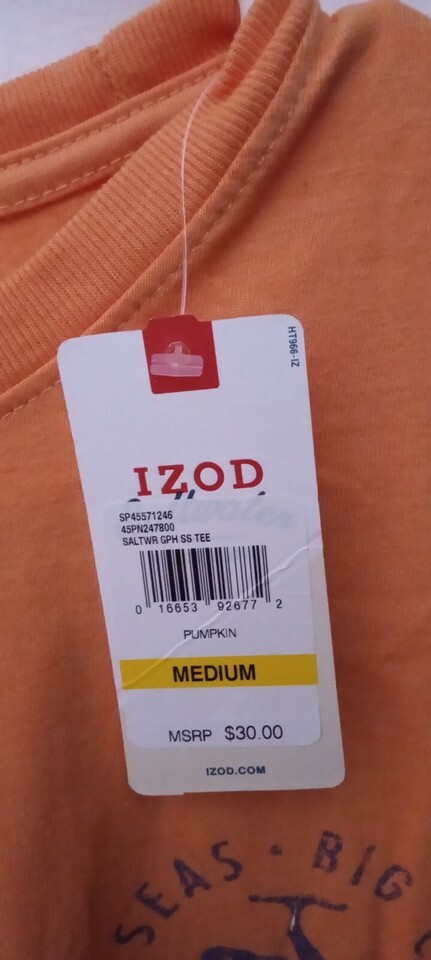 HT966-IZ
IZOD
SP45571246
45PN247800
SALTWR GPH SS TEE
0 16653 92677 2
PUMPKIN
MEDIUM
MSRP $30.00
IZOD.COM
SEAS · BIG